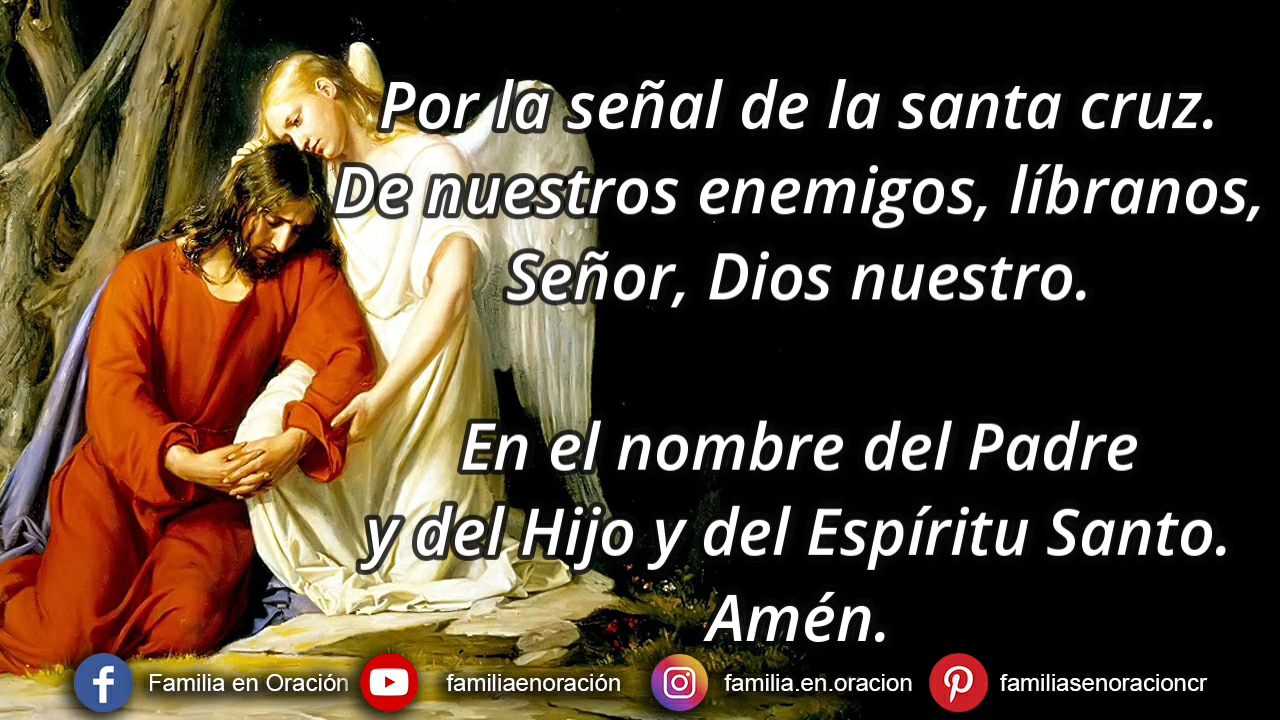 Por la señal de la santa cruz.
De nuestros enemigos, líbranos,
Señor, Dios nuestro.
En el nombre del Padre
y del Hijo y del Espíritu Santo.
Amén.
Familia en Oración
familiaenoración
familia.en.oracion
familiasenoracioncr